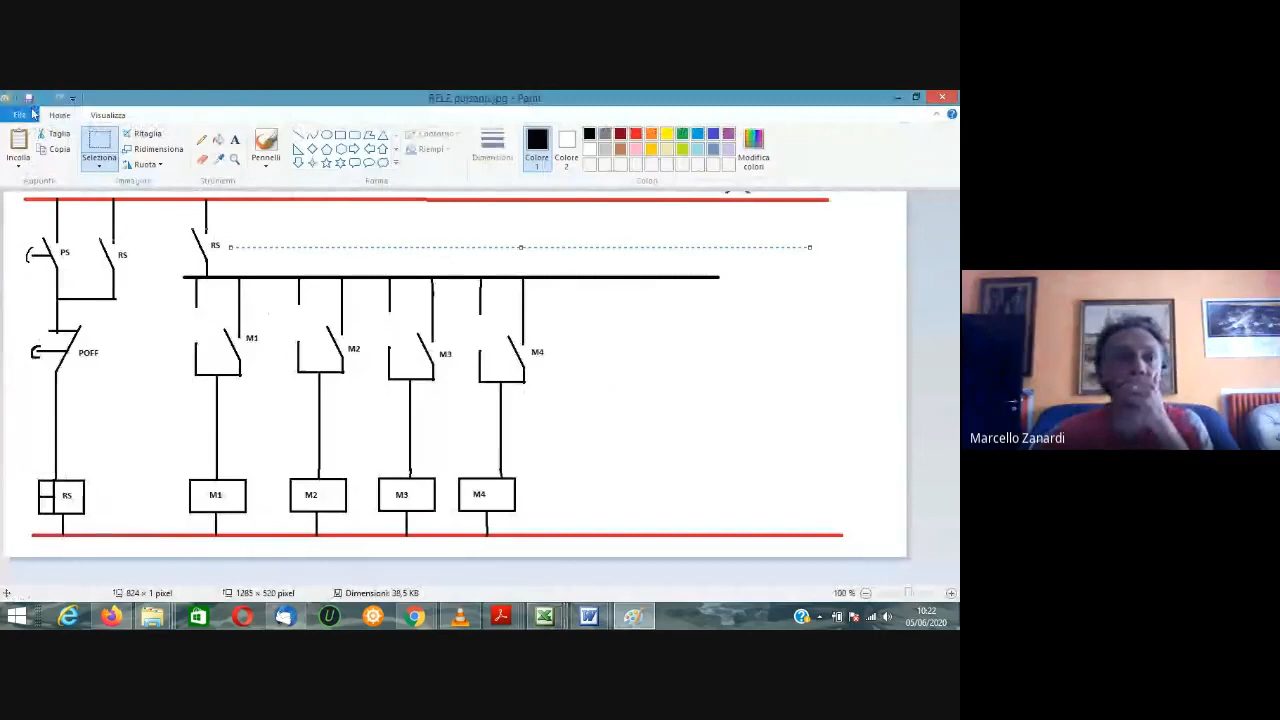 RELE pulsanti.jpg - Paint
File Home Visualizza
Incolla
Taglia
Copia
Seleziona
Ritaglia
Ridimensiona
Ruota
Pennelli
Contorno
Riempi
Dimensioni
Colore
1
Colore
2
Modifica
colori
Appunti Immagine Strumenti Forme Colori
PS RS RS
M1 M2 M3 M4
POFF
RS M1 M2 M3 M4
Marcello Zanardi
824 × 1 pixel 1285 × 520 pixel Dimensioni: 38,5 KB 100 %
10:22
05/06/2020